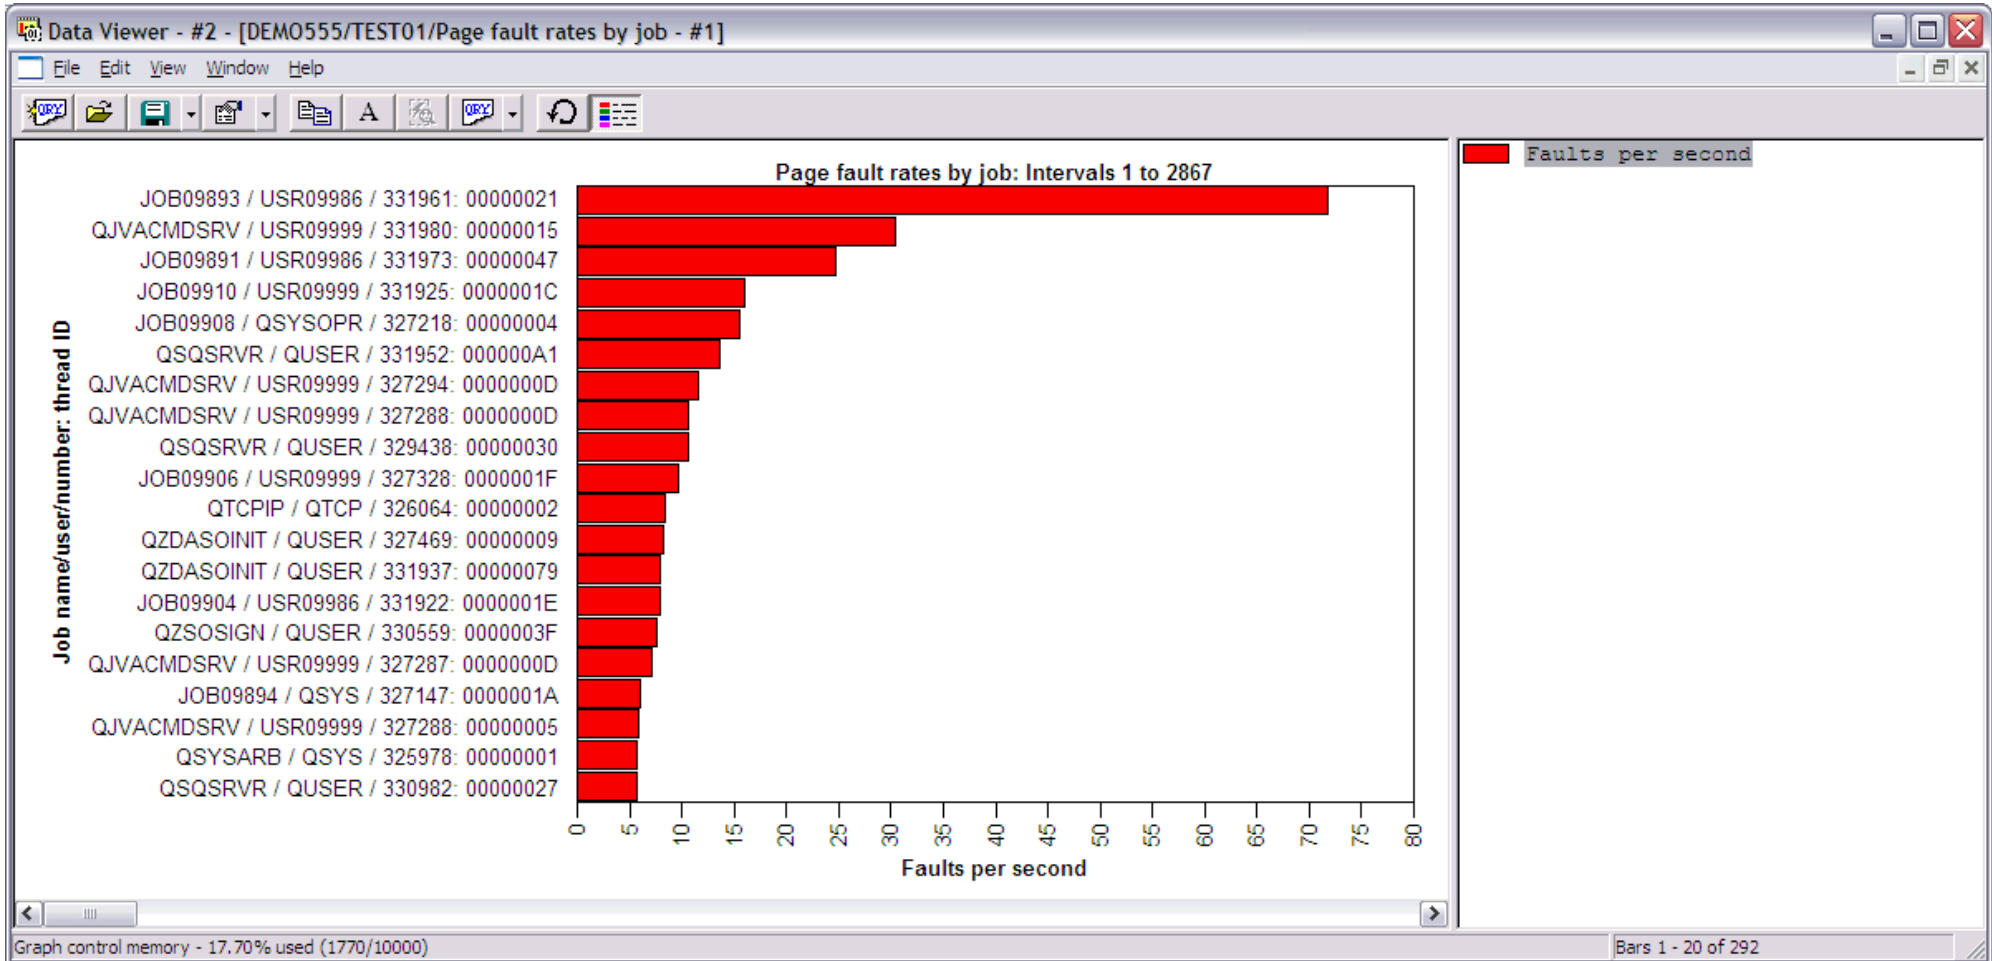 Data Viewer - #2 - [DEMO555/TEST01/Page fault rates by job - #1]
File Edit View Window Help
QRY A QRY
Page fault rates by job: Intervals 1 to 2867
Faults per second
Job name/user/number: thread ID
JOB09893 / USR09986 / 331961: 00000021
QJVACMDSRV / USR09999 / 331980: 00000015
JOB09891 / USR09986 / 331973: 00000047
JOB09910 / USR09999 / 331925: 0000001C
JOB09908 / QSYSOPR / 327218: 00000004
QSQSRVR / QUSER / 331952: 000000A1
QJVACMDSRV / USR09999 / 327294: 0000000D
QJVACMDSRV / USR09999 / 327288: 0000000D
QSQSRVR / QUSER / 329438: 00000030
JOB09906 / USR09999 / 327328: 0000001F
QTCPIP / QTCP / 326064: 00000002
QZDASOINIT / QUSER / 327469: 00000009
QZDASOINIT / QUSER / 331937: 00000079
JOB09904 / USR09986 / 331922: 0000001E
QZSOSIGN / QUSER / 330559: 0000003F
QJVACMDSRV / USR09999 / 327287: 0000000D
JOB09894 / QSYS / 327147: 0000001A
QJVACMDSRV / USR09999 / 327288: 00000005
QSYSARB / QSYS / 325978: 00000001
QSQSRVR / QUSER / 330982: 00000027
0 5 10 15 20 25 30 35 40 45 50 55 60 65 70 75 80
Faults per second
Graph control memory - 17.70% used (1770/10000)
Bars 1 - 20 of 292